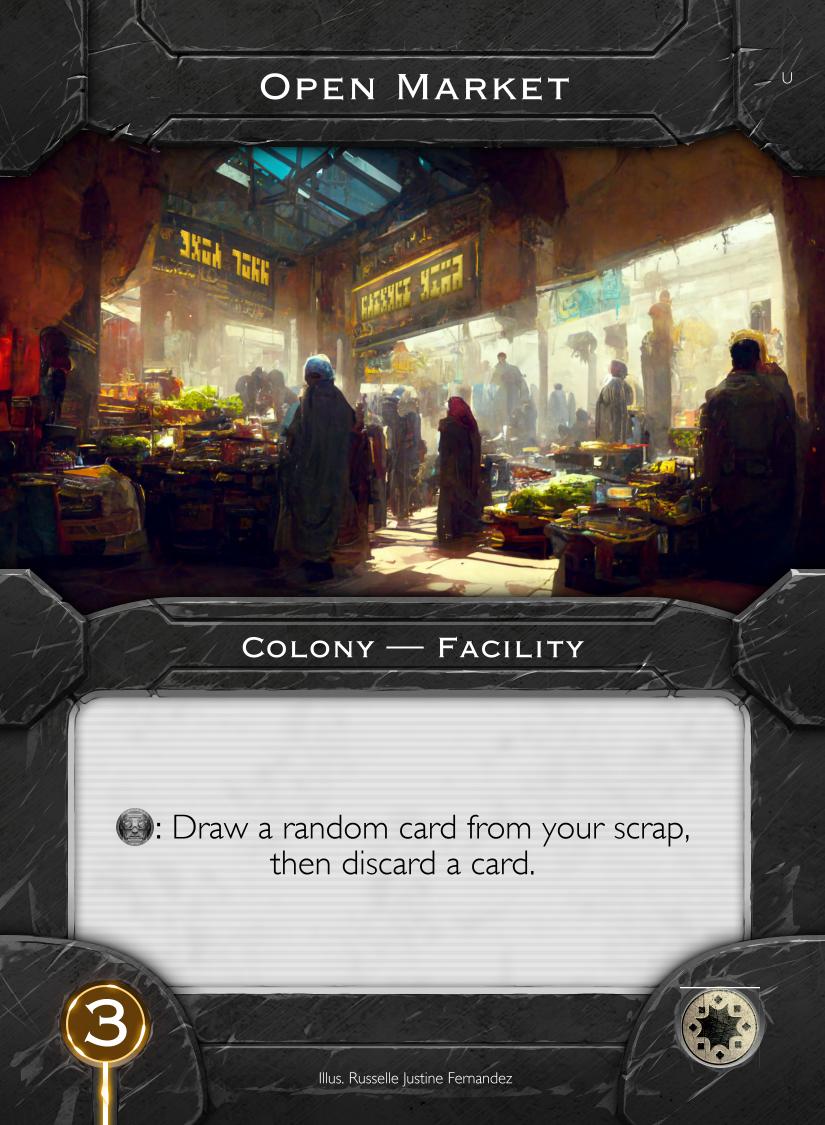 Open Market
U
Colony — Facility
: Draw a random card from your scrap,
then discard a card.
3
Illus. Russelle Justine Fernandez